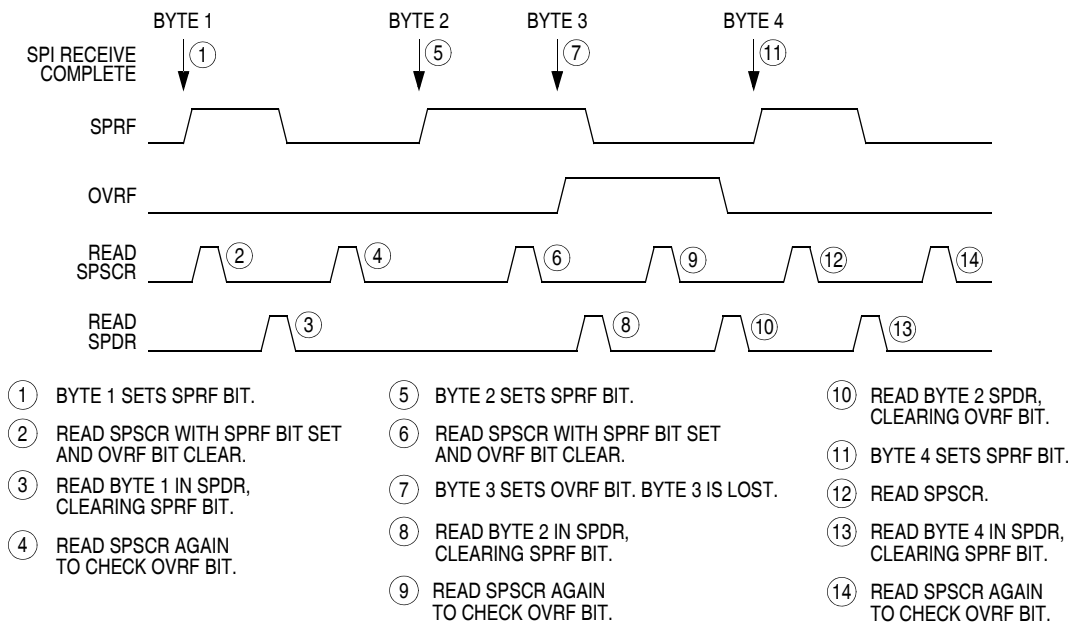 BYTE 1 BYTE 2 BYTE 3 BYTE 4
SPI RECEIVE
COMPLETE
1 5 7 11
SPRF
OVRF
READ
SPSCR
2 4 6 9 12 14
READ
SPDR
3 8 10 13
1 BYTE 1 SETS SPRF BIT.
2 READ SPSCR WITH SPRF BIT SET
AND OVRF BIT CLEAR.
3 READ BYTE 1 IN SPDR,
CLEARING SPRF BIT.
4 READ SPSCR AGAIN
TO CHECK OVRF BIT.
5 BYTE 2 SETS SPRF BIT.
6 READ SPSCR WITH SPRF BIT SET
AND OVRF BIT CLEAR.
7 BYTE 3 SETS OVRF BIT. BYTE 3 IS LOST.
8 READ BYTE 2 IN SPDR,
CLEARING SPRF BIT.
9 READ SPSCR AGAIN
TO CHECK OVRF BIT.
10 READ BYTE 2 SPDR,
CLEARING OVRF BIT.
11 BYTE 4 SETS SPRF BIT.
12 READ SPSCR.
13 READ BYTE 4 IN SPDR,
CLEARING SPRF BIT.
14 READ SPSCR AGAIN
TO CHECK OVRF BIT.